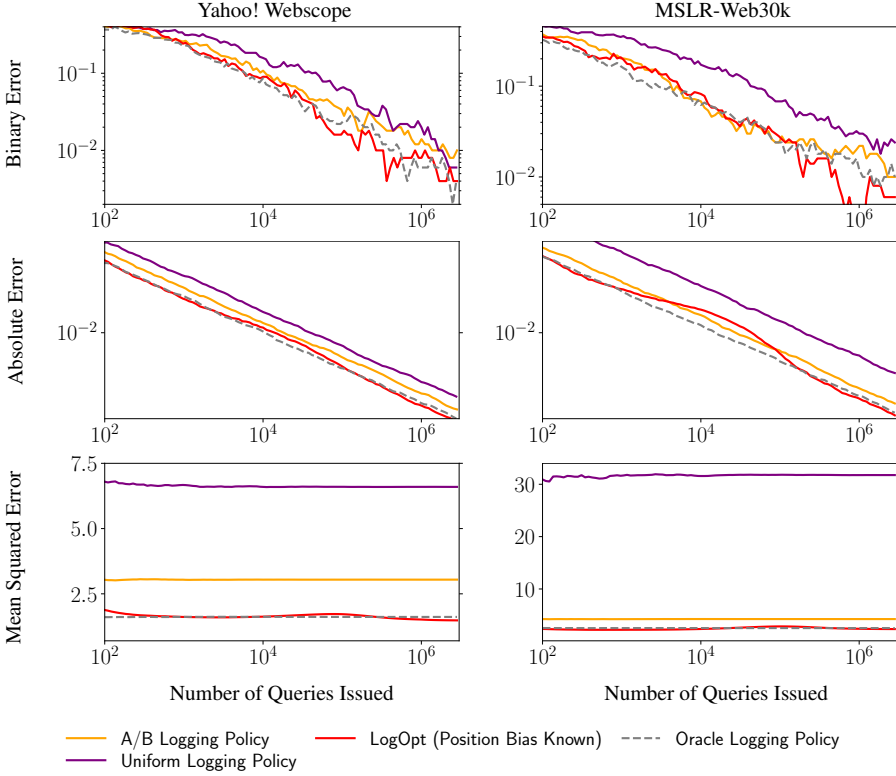 Yahoo! Webscope
MSLR-Web30k
Binary Error
10^-1
10^-2
10^2
10^4
10^6
10^-1
10^-2
10^2
10^4
10^6
Absolute Error
10^-2
10^2
10^4
10^6
10^-2
10^2
10^4
10^6
Mean Squared Error
7.5
5.0
2.5
10^2
10^4
10^6
30
20
10
10^2
10^4
10^6
Number of Queries Issued
Number of Queries Issued
A/B Logging Policy
LogOpt (Position Bias Known)
Oracle Logging Policy
Uniform Logging Policy